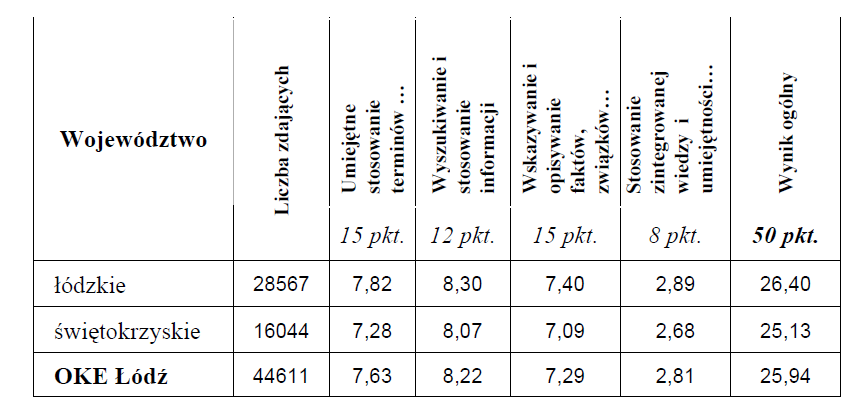 Województwo
Liczba zdających
Umiejętne
stosowanie
terminów …
Wyszukiwanie i
stosowanie
informacji
Wskazywanie i
opisywanie
faktów,
związków…
Stosowanie
zintegrowanej
wiedzy i
umiejętności…
Wynik ogólny
15 pkt. 12 pkt. 15 pkt. 8 pkt. 50 pkt.
łódzkie 28567 7,82 8,30 7,40 2,89 26,40
świętokrzyskie 16044 7,28 8,07 7,09 2,68 25,13
OKE Łódź 44611 7,63 8,22 7,29 2,81 25,94